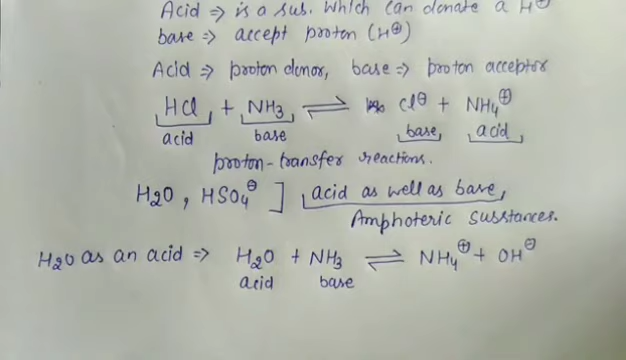 Acid => is a sub. which can donate a H⊕
base => accept proton (H⊕)
Acid => proton donor, base => proton acceptor
HCl + NH3 ⇌ Cl⊖ + NH4⊕
acid base base acid
proton-transfer reactions.
H2O, HSO4⊖ ] acid as well as base,
Amphoteric substances.
H2O as an acid => H2O + NH3 ⇌ NH4⊕ + OH⊖
acid base